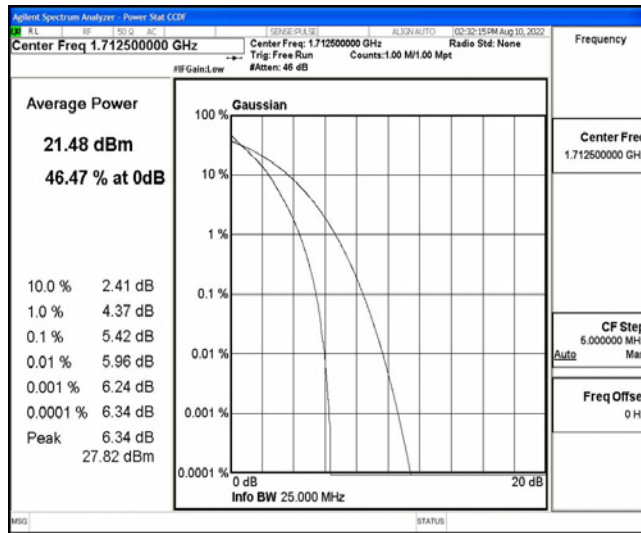 Agilent Spectrum Analyzer - Power Stat CCDF
RL RF 50 Ω AC SENSE:PULSE ALIGN AUTO 02:32:15 PM Aug 10, 2022
Center Freq 1.712500000 GHz
Center Freq: 1.712500000 GHz Radio Std: None
Trig: Free Run Counts:1.00 M/1.00 Mpt
#IFGain:Low #Atten: 46 dB
Frequency
Average Power
21.48 dBm
46.47 % at 0dB
10.0 % 2.41 dB
1.0 % 4.37 dB
0.1 % 5.42 dB
0.01 % 5.96 dB
0.001 % 6.24 dB
0.0001 % 6.34 dB
Peak 6.34 dB
27.82 dBm
Gaussian
100 %
10 %
1 %
0.1 %
0.01 %
0.001 %
0.0001 %
0 dB 20 dB
Info BW 25.000 MHz
Center Fre
1.712500000 GH
CF Step
5.000000 MH
Auto Ma
Freq Offse
0 H
MSG STATUS